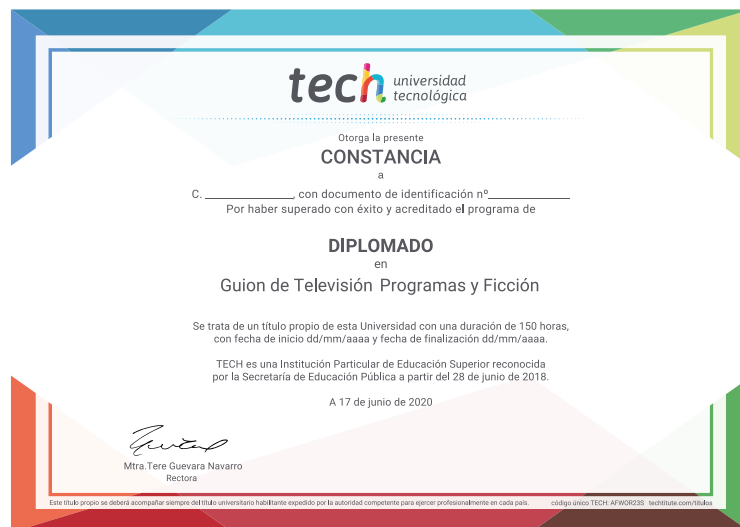 tech universidad
tecnológica
Otorga la presente
CONSTANCIA
a
C. ________________, con documento de identificación nº______________
Por haber superado con éxito y acreditado el programa de
DIPLOMADO
en
Guion de Televisión Programas y Ficción
Se trata de un título propio de esta Universidad con una duración de 150 horas,
con fecha de inicio dd/mm/aaaa y fecha de finalización dd/mm/aaaa.
TECH es una Institución Particular de Educación Superior reconocida
por la Secretaría de Educación Pública a partir del 28 de junio de 2018.
A 17 de junio de 2020
Mtra.Tere Guevara Navarro
Rectora
Este título propio se deberá acompañar siempre del título universitario habilitante expedido por la autoridad competente para ejercer profesionalmente en cada país. código único TECH: AFWOR23S techtitute.com/titulos